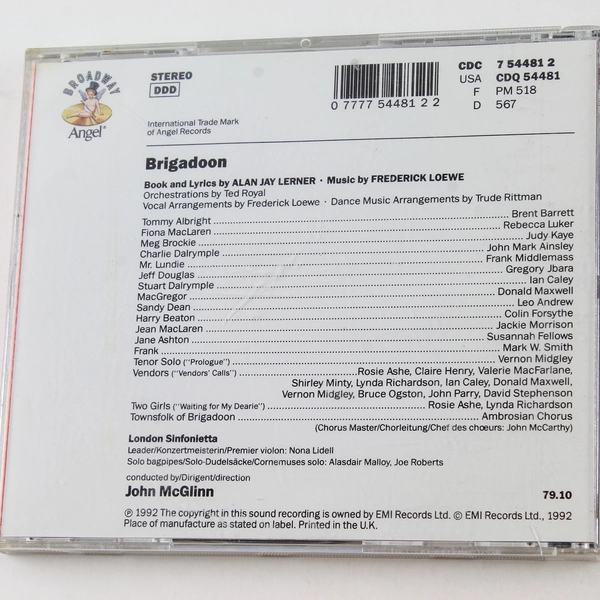 BROADWAY
Angel®
STEREO
DDD
International Trade Mark
of Angel Records
0 7777 54481 2 2
CDC 7 54481 2
USA CDQ 54481
F PM 518
D 567
Brigadoon
Book and Lyrics by ALAN JAY LERNER · Music by FREDERICK LOEWE
Orchestrations by Ted Royal
Vocal Arrangements by Frederick Loewe · Dance Music Arrangements by Trude Rittman
Tommy Albright Brent Barrett
Fiona MacLaren Rebecca Luker
Meg Brockie Judy Kaye
Charlie Dalrymple John Mark Ainsley
Mr. Lundie Frank Middlemass
Jeff Douglas Gregory Jbara
Stuart Dalrymple Ian Caley
MacGregor Donald Maxwell
Sandy Dean Leo Andrew
Harry Beaton Colin Forsythe
Jean MacLaren Jackie Morrison
Jane Ashton Susannah Fellows
Frank Mark W. Smith
Tenor Solo ("Prologue") Vernon Midgley
Vendors ("Vendors' Calls") Rosie Ashe, Claire Henry, Valerie MacFarlane,
Shirley Minty, Lynda Richardson, Ian Caley, Donald Maxwell,
Vernon Midgley, Bruce Ogston, John Parry, David Stephenson
Two Girls ("Waiting for My Dearie") Rosie Ashe, Lynda Richardson
Townsfolk of Brigadoon Ambrosian Chorus
(Chorus Master/Chorleitung/Chef des chœurs: John McCarthy)
London Sinfonietta
Leader/Konzertmeisterin/Premier violon: Nona Lidell
Solo bagpipes/Solo-Dudelsäcke/Cornemuses solo: Alasdair Malloy, Joe Roberts
conducted by/Dirigent/direction
John McGlinn
79.10
℗ 1992 The copyright in this sound recording is owned by EMI Records Ltd. © EMI Records Ltd., 1992
Place of manufacture as stated on label. Printed in the U.K.